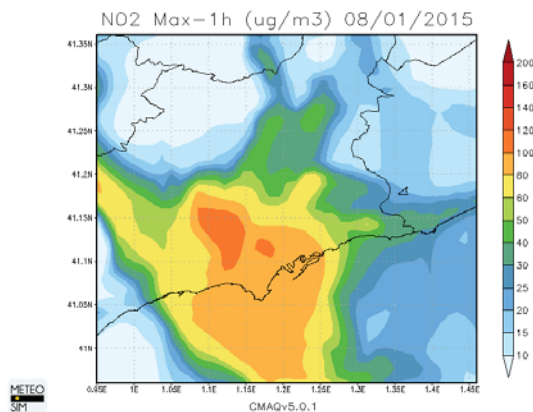 NO2 Max-1h (ug/m3) 08/01/2015
41.35N
41.3N
41.25N
41.2N
41.15N
41.1N
41.05N
41N
0.95E 1E 1.05E 1.1E 1.15E 1.2E 1.25E 1.3E 1.35E 1.4E 1.45E
200
160
140
120
100
80
60
50
40
30
25
20
15
10
METEO
SIM
CMAQv5.0.1